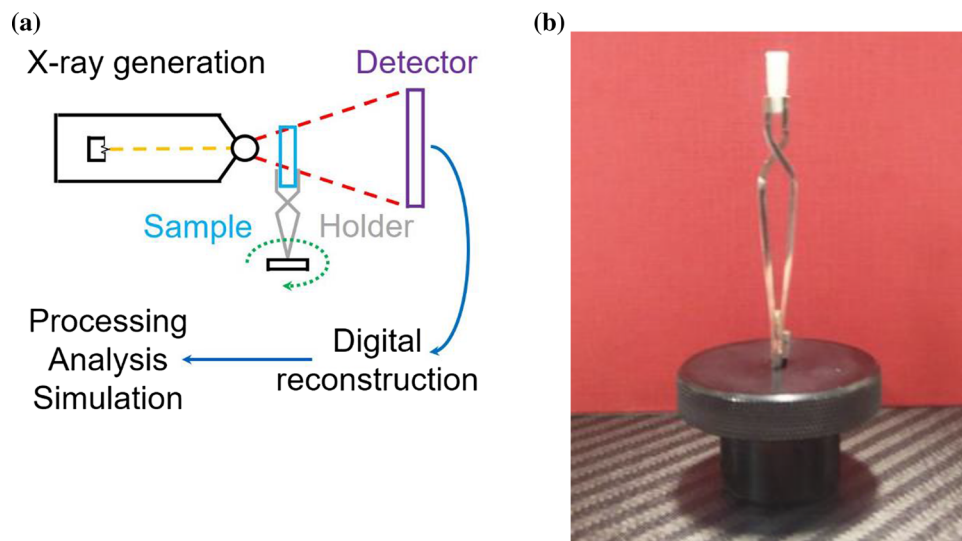 (a)
X-ray generation
Detector
Sample
Holder
Processing
Analysis
Simulation
Digital
reconstruction
(b)